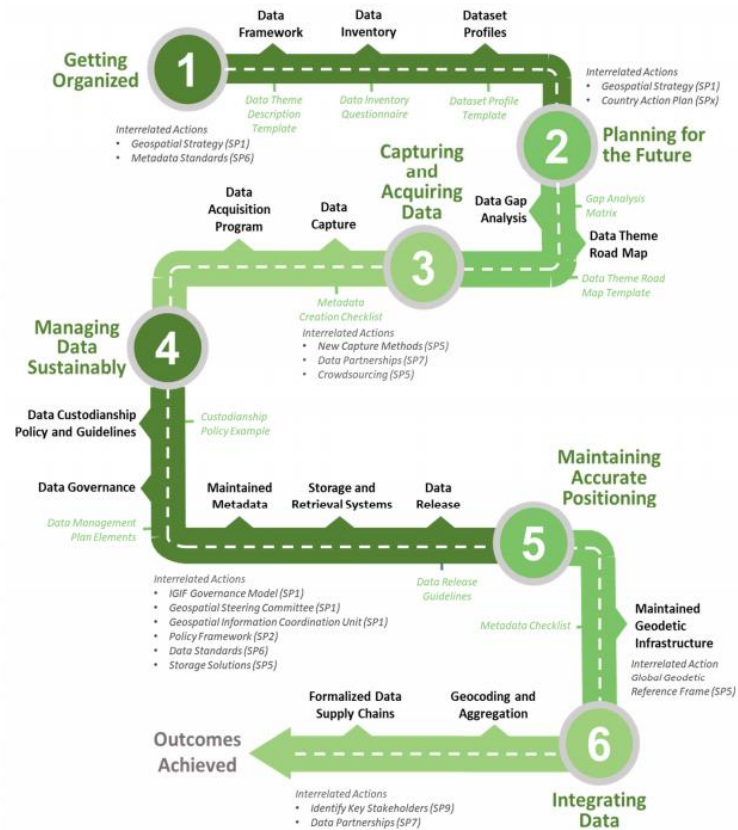 Getting
Organized
1
Data
Framework
Data
Inventory
Dataset
Profiles
Data Theme
Description
Template
Data Inventory
Questionnaire
Dataset Profile
Template
Interrelated Actions
• Geospatial Strategy (SP1)
• Metadata Standards (SP6)
Interrelated Actions
• Geospatial Strategy (SP1)
• Country Action Plan (SPx)
2
Planning for
the Future
Data Gap
Analysis
Gap Analysis
Matrix
Data Theme
Road Map
Data Theme Road
Map Template
Capturing
and
Acquiring
Data
3
Data
Acquisition
Program
Data
Capture
Metadata
Creation Checklist
Interrelated Actions
• New Capture Methods (SP5)
• Data Partnerships (SP7)
• Crowdsourcing (SP5)
Managing
Data
Sustainably
4
Data Custodianship
Policy and Guidelines
Custodianship
Policy Example
Data Governance
Data Management
Plan Elements
Maintained
Metadata
Storage and
Retrieval Systems
Data
Release
Data Release
Guidelines
Interrelated Actions
• IGIF Governance Model (SP1)
• Geospatial Steering Committee (SP1)
• Geospatial Information Coordination Unit (SP1)
• Policy Framework (SP2)
• Data Standards (SP6)
• Storage Solutions (SP5)
Maintaining
Accurate
Positioning
5
Metadata Checklist
Maintained
Geodetic
Infrastructure
Interrelated Action
Global Geodetic
Reference Frame (SP5)
6
Integrating
Data
Formalized Data
Supply Chains
Geocoding and
Aggregation
Outcomes
Achieved
Interrelated Actions
• Identify Key Stakeholders (SP9)
• Data Partnerships (SP7)